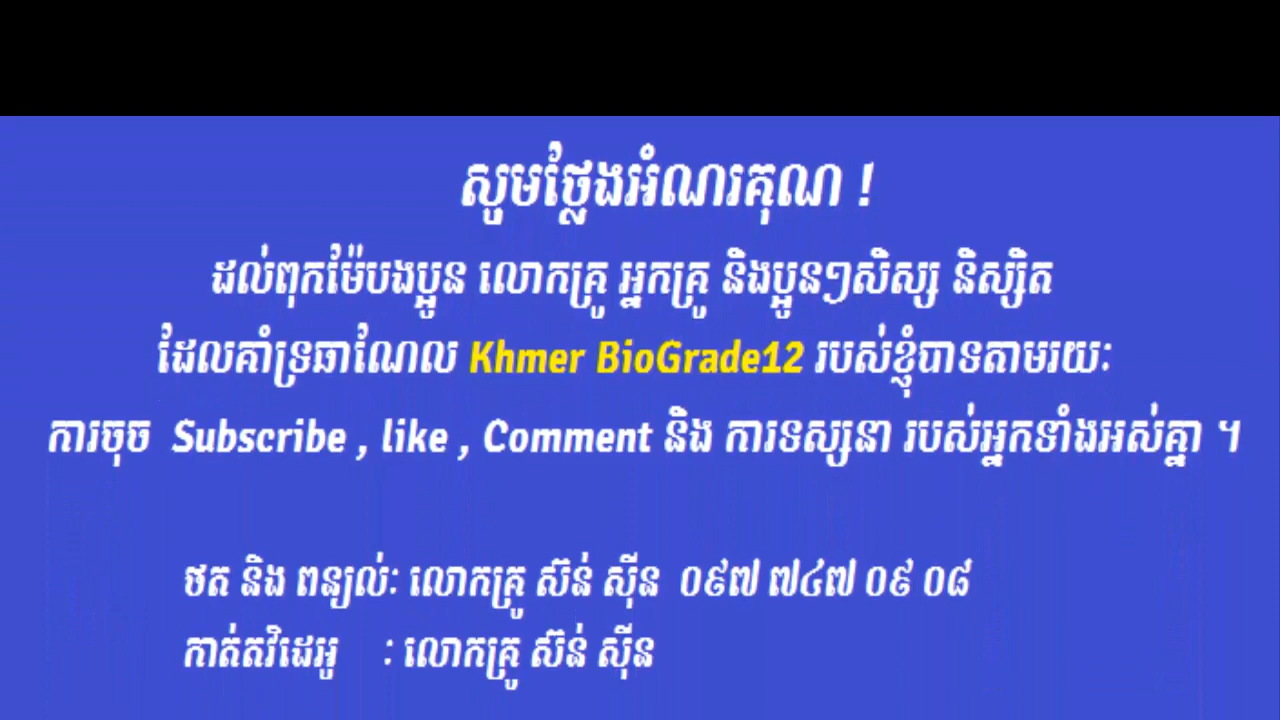 សូមថ្លែងអំណរគុណ !
ដល់ពុកម៉ែបងប្អូន លោកគ្រូ អ្នកគ្រូ និងប្អូនៗសិស្ស និស្សិត
ដែលគាំទ្រឆាណែល Khmer BioGrade12 របស់ខ្ញុំបាទតាមរយៈ
ការចុច Subscribe , like , Comment និង ការទស្សនា របស់អ្នកទាំងអស់គ្នា ។
ថត និង ពន្យល់ៈ លោកគ្រូ ស៊ន់ ស៊ីន ០៩៧ ៧៤៧ ០៩ ០៨
កាត់តវិដេអូ ៈ លោកគ្រូ ស៊ន់ ស៊ីន